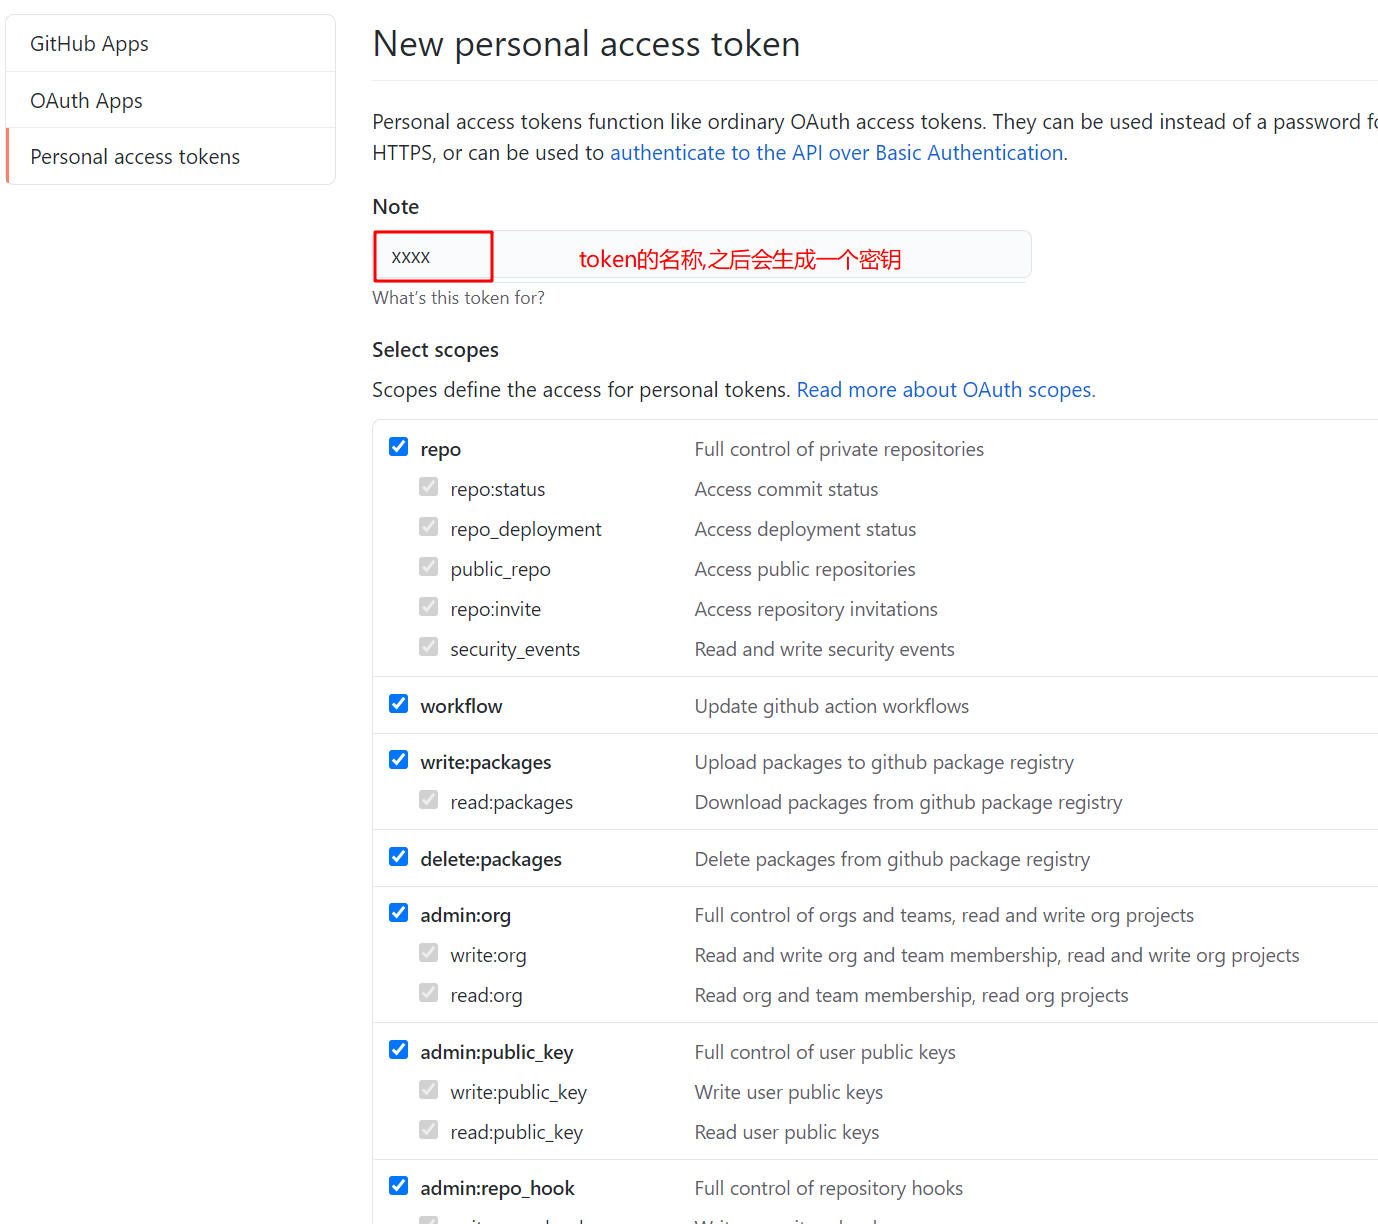 GitHub Apps
OAuth Apps
Personal access tokens
New personal access token
Personal access tokens function like ordinary OAuth access tokens. They can be used instead of a password
HTTPS, or can be used to authenticate to the API over Basic Authentication.
Note
xxxx
token的名称,之后会生成一个密钥
What's this token for?
Select scopes
Scopes define the access for personal tokens. Read more about OAuth scopes.
repo Full control of private repositories
repo:status Access commit status
repo_deployment Access deployment status
public_repo Access public repositories
repo:invite Access repository invitations
security_events Read and write security events
workflow Update github action workflows
write:packages Upload packages to github package registry
read:packages Download packages from github package registry
delete:packages Delete packages from github package registry
admin:org Full control of orgs and teams, read and write org projects
write:org Read and write org and team membership, read and write org projects
read:org Read org and team membership, read org projects
admin:public_key Full control of user public keys
write:public_key Write user public keys
read:public_key Read user public keys
admin:repo_hook Full control of repository hooks